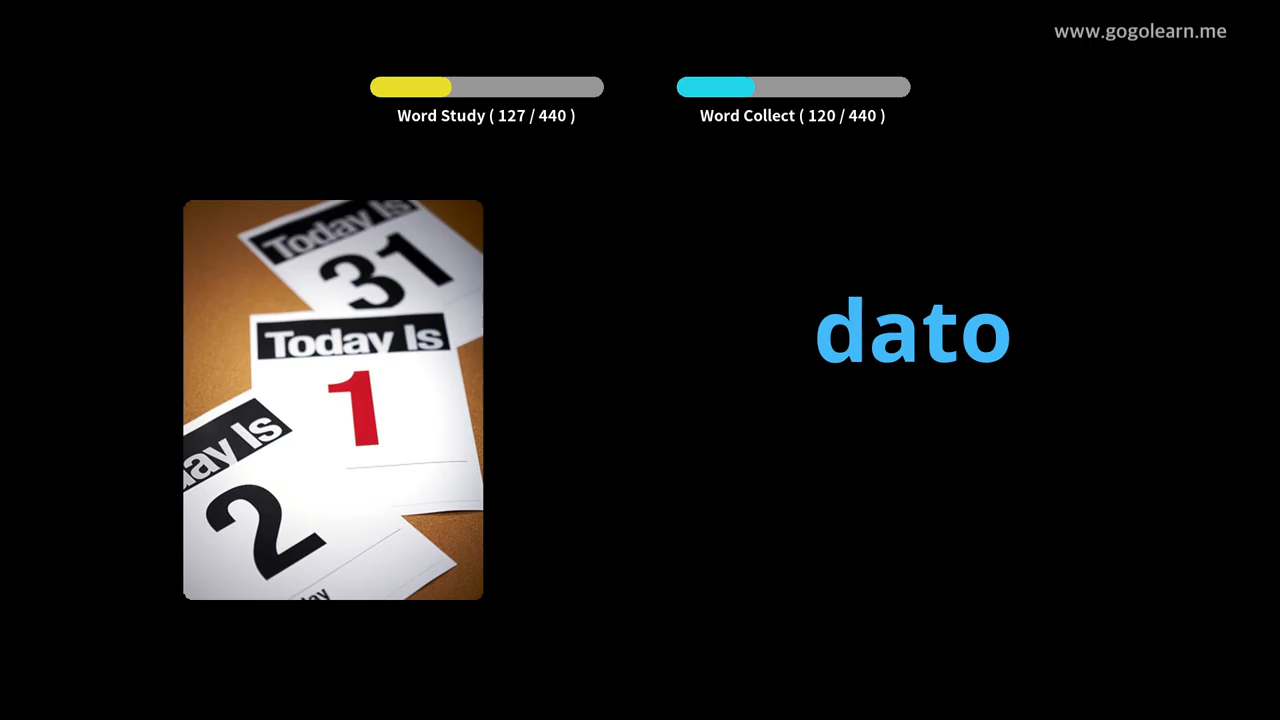 www.gogolearn.me
Word Study ( 127 / 440 )
Word Collect ( 120 / 440 )
Today Is
31
Today Is
1
day Is
2
dato